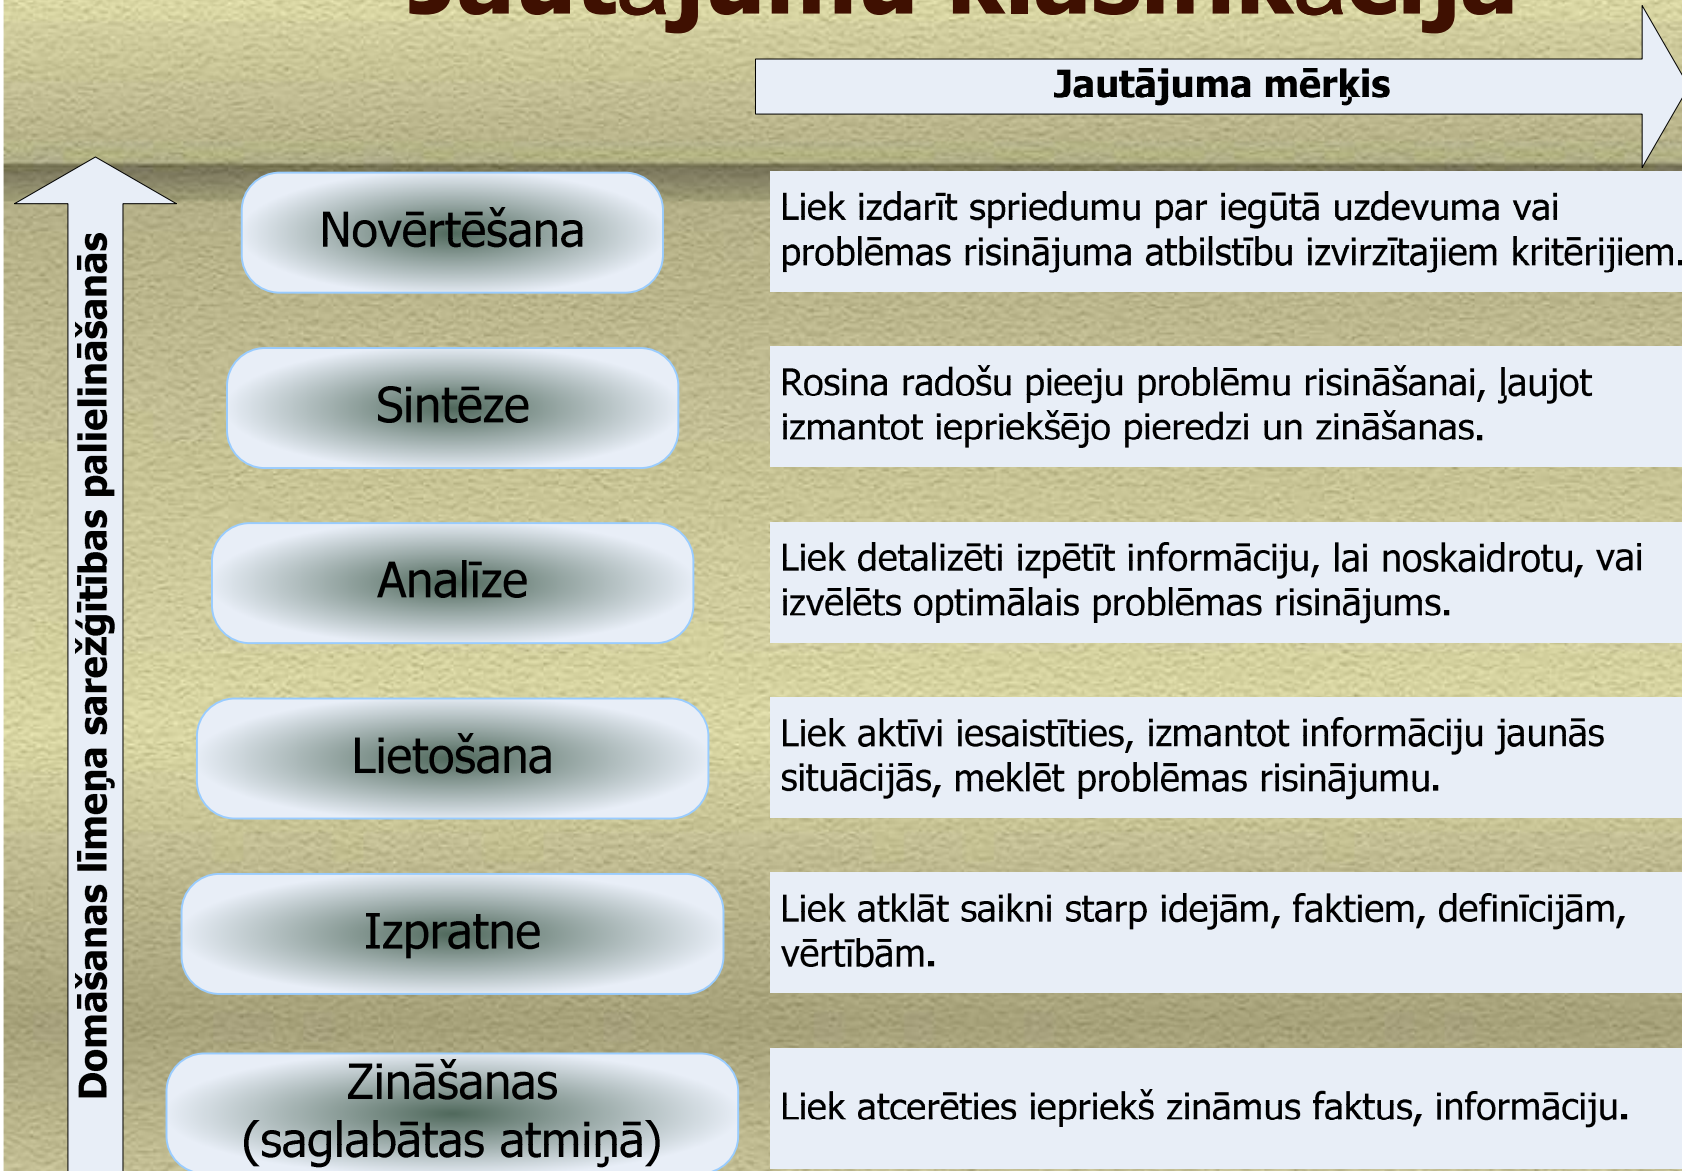 Jautājumu klasifikācija
Jautājuma mērķis
Domāšanas līmeņa sarežģītības palielināšanās
Novērtēšana
Liek izdarīt spriedumu par iegūtā uzdevuma vai
problēmas risinājuma atbilstību izvirzītajiem kritērijiem.
Sintēze
Rosina radošu pieeju problēmu risināšanai, ļaujot
izmantot iepriekšējo pieredzi un zināšanas.
Analīze
Liek detalizēti izpētīt informāciju, lai noskaidrotu, vai
izvēlēts optimālais problēmas risinājums.
Lietošana
Liek aktīvi iesaistīties, izmantot informāciju jaunās
situācijās, meklēt problēmas risinājumu.
Izpratne
Liek atklāt saikni starp idejām, faktiem, definīcijām,
vērtībām.
Zināšanas
(saglabātas atmiņā)
Liek atcerēties iepriekš zināmus faktus, informāciju.